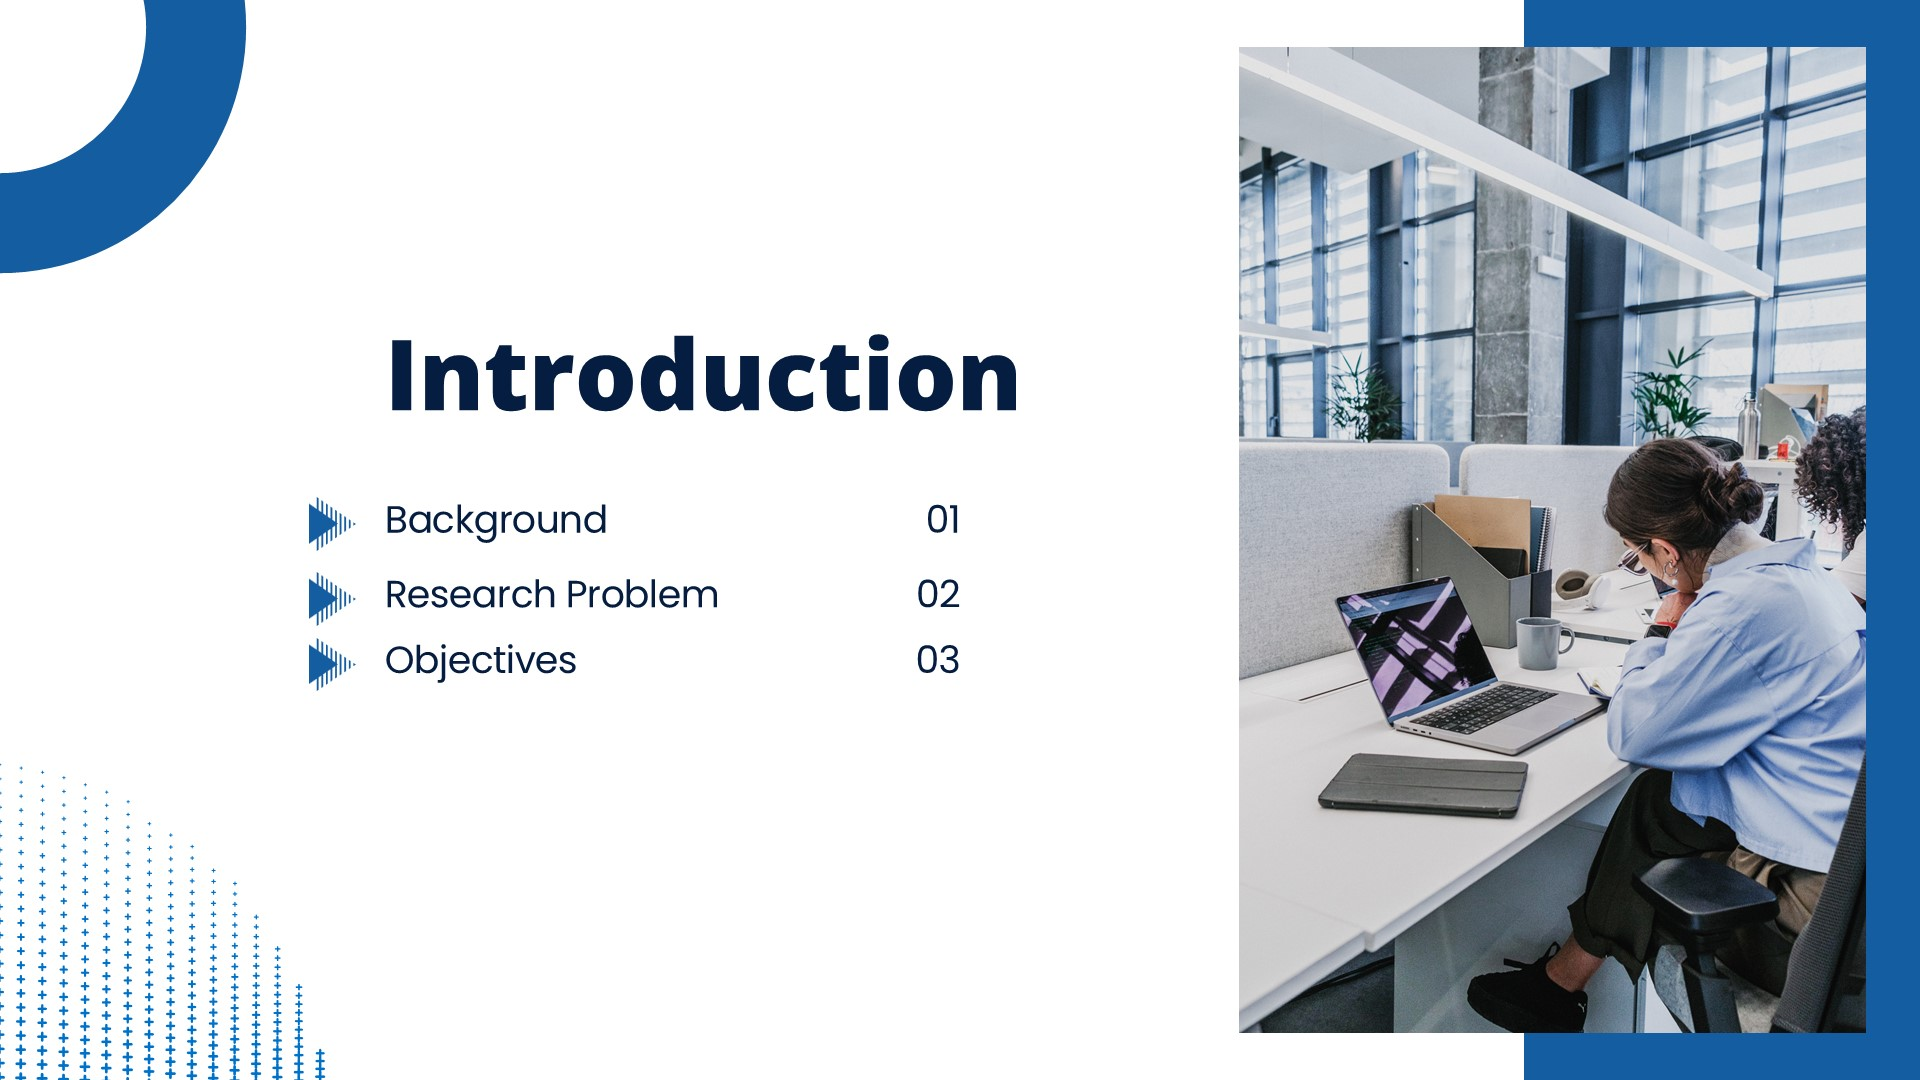 Introduction
Background 01
Research Problem 02
Objectives 03